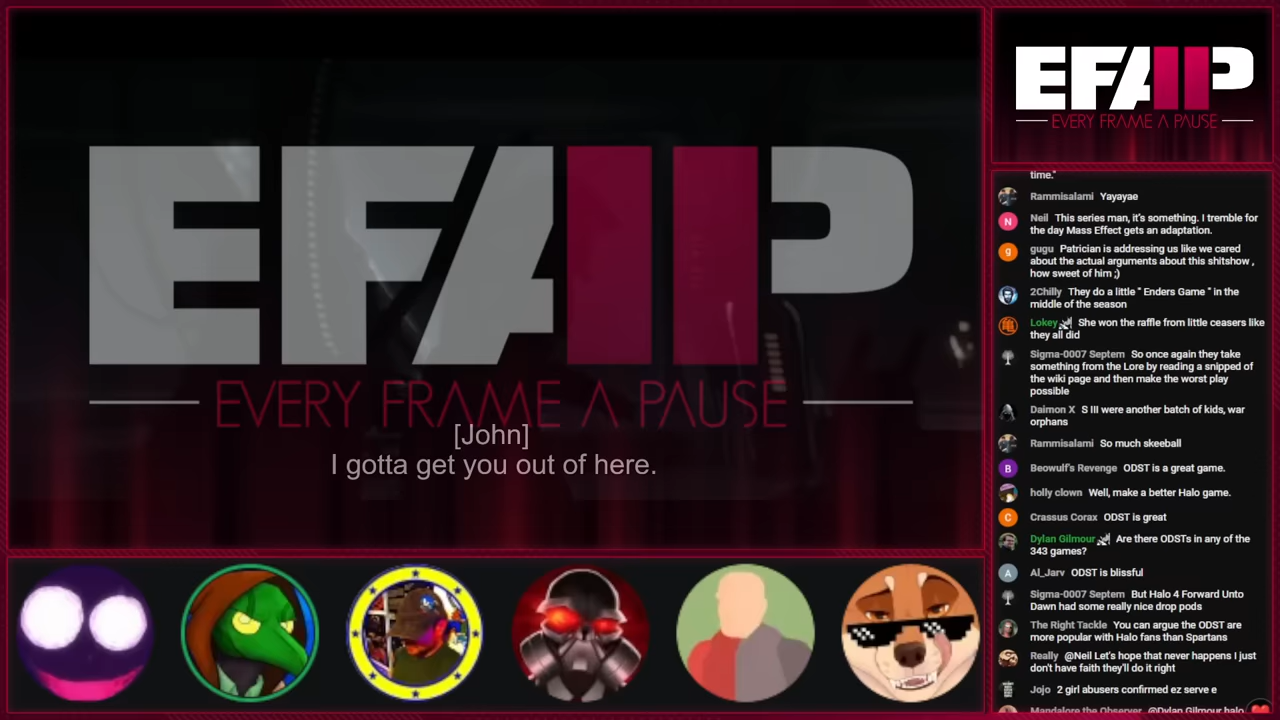 EFAP
EVERY FRAME A PAUSE
[John]
I gotta get you out of here.
EFAP
EVERY FRAME A PAUSE
time."
Rammisalami Yayayae
N
Neil This series man, it's something. I tremble for
the day Mass Effect gets an adaptation.
g
gugu Patrician is addressing us like we cared
about the actual arguments about this shitshow ,
how sweet of him ;)
2Chilly They do a little " Enders Game " in the
middle of the season
Lokey She won the raffle from little ceasers like
they all did
Sigma-0007 Septem So once again they take
something from the Lore by reading a snipped of
the wiki page and then make the worst play
possible
Daimon X S III were another batch of kids, war
orphans
Rammisalami So much skeeball
B
Beowulf's Revenge ODST is a great game.
holly clown Well, make a better Halo game.
C
Crassus Corax ODST is great
Dylan Gilmour Are there ODSTs in any of the
343 games?
A
Al_Jarv ODST is blissful
Sigma-0007 Septem But Halo 4 Forward Unto
Dawn had some really nice drop pods
The Right Tackle You can argue the ODST are
more popular with Halo fans than Spartans
Really @Neil Let's hope that never happens I just
don't have faith they'll do it right
Jojo 2 girl abusers confirmed ez serve e
Mandalore the Observer @Dylan Gilmour halo